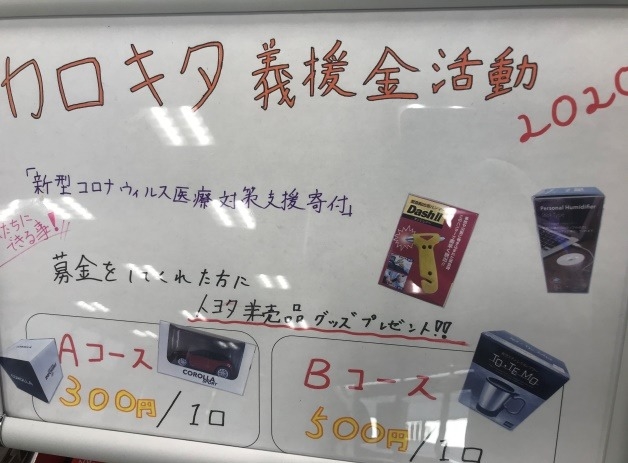 カロキタ 義援金活動
2020
「新型コロナウィルス医療対策支援寄付」
たちに
できる事!!
DashⅡ
Personal Humidifier
募金をしてくれた方に
トヨタ非売品グッズプレゼント!!
Aコース
COROLLA
300円/1口
Bコース
TO・TE.MO
500円/1口